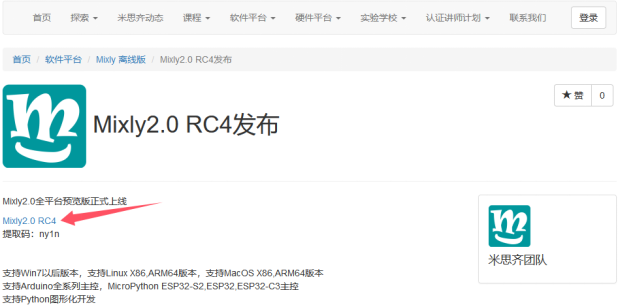 首页 探索 米思齐动态 课程 软件平台 硬件平台 实验学校 认证讲师计划 联系我们 登录
首页 / 软件平台 / Mixly 离线版 / Mixly2.0 RC4发布
★ 赞 0
Mixly2.0 RC4发布
Mixly2.0全平台预览版正式上线
Mixly2.0 RC4
提取码：ny1n
米思齐团队
支持Win7以后版本，支持Linux X86,ARM64版本，支持MacOS X86,ARM64版本
支持Arduino全系列主控，MicroPython ESP32-S2,ESP32,ESP32-C3主控
支持Python图形化开发